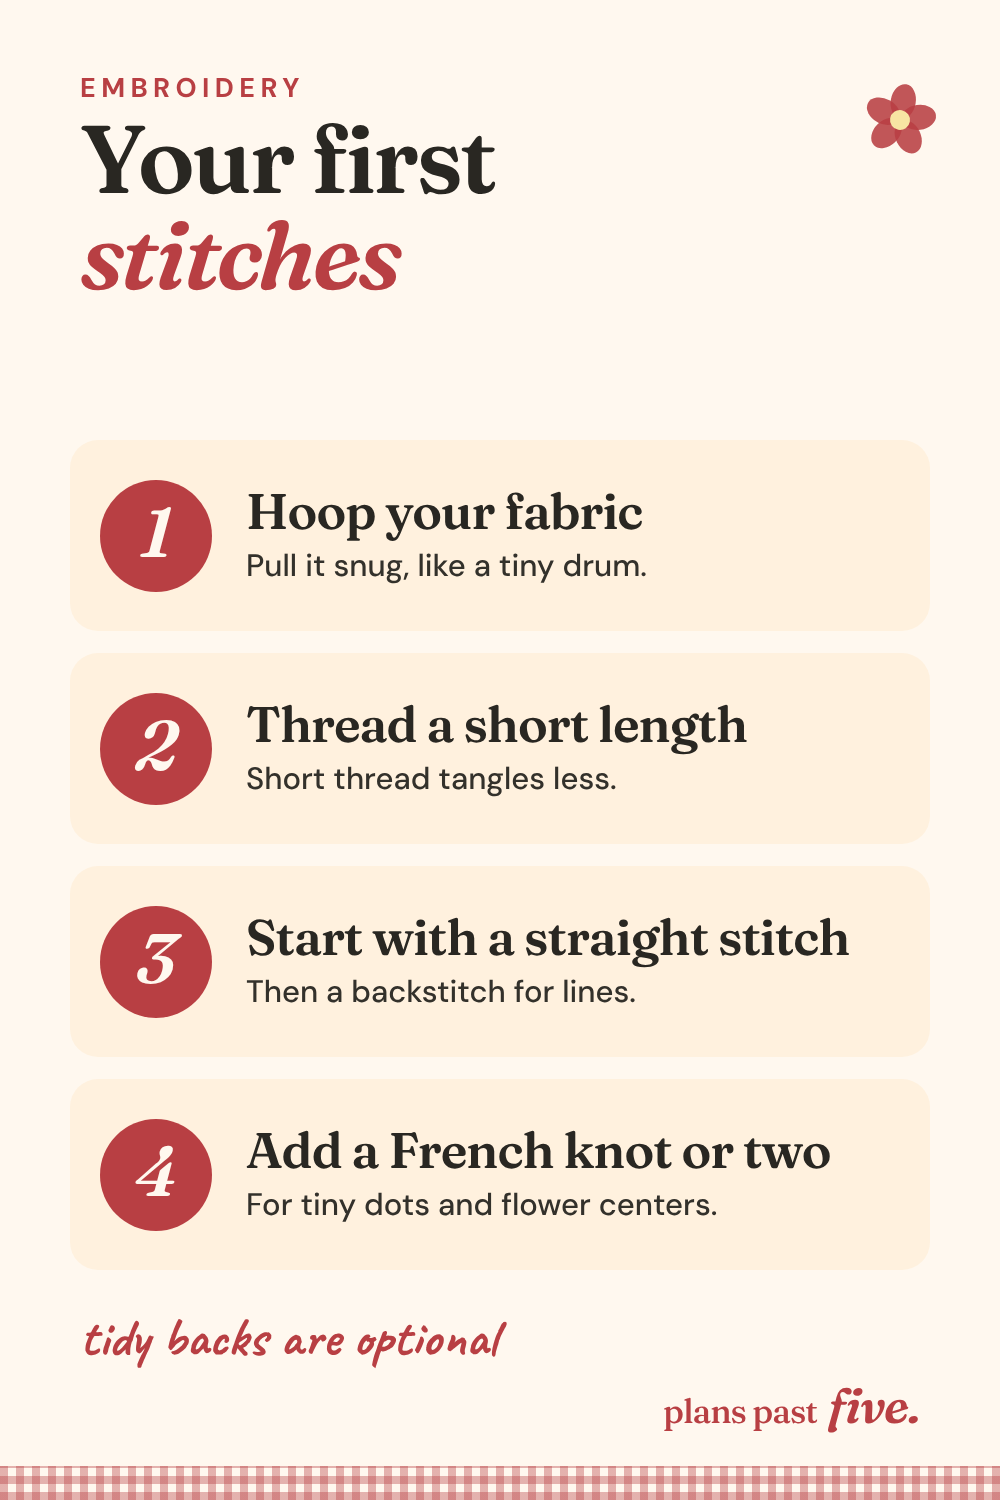 EMBROIDERY
Your first
stitches
1
Hoop your fabric
Pull it snug, like a tiny drum.
2
Thread a short length
Short thread tangles less.
3
Start with a straight stitch
Then a backstitch for lines.
4
Add a French knot or two
For tiny dots and flower centers.
tidy backs are optional
plans past five.